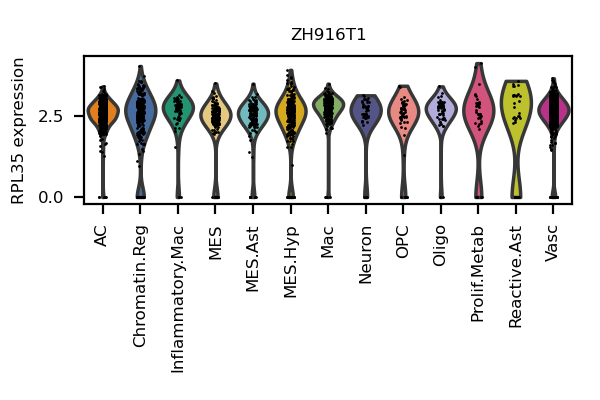 ZH916T1
RPL35 expression
2.5
0.0
AC
Chromatin.Reg
Inflammatory.Mac
MES
MES.Ast
MES.Hyp
Mac
Neuron
OPC
Oligo
Prolif.Metab
Reactive.Ast
Vasc